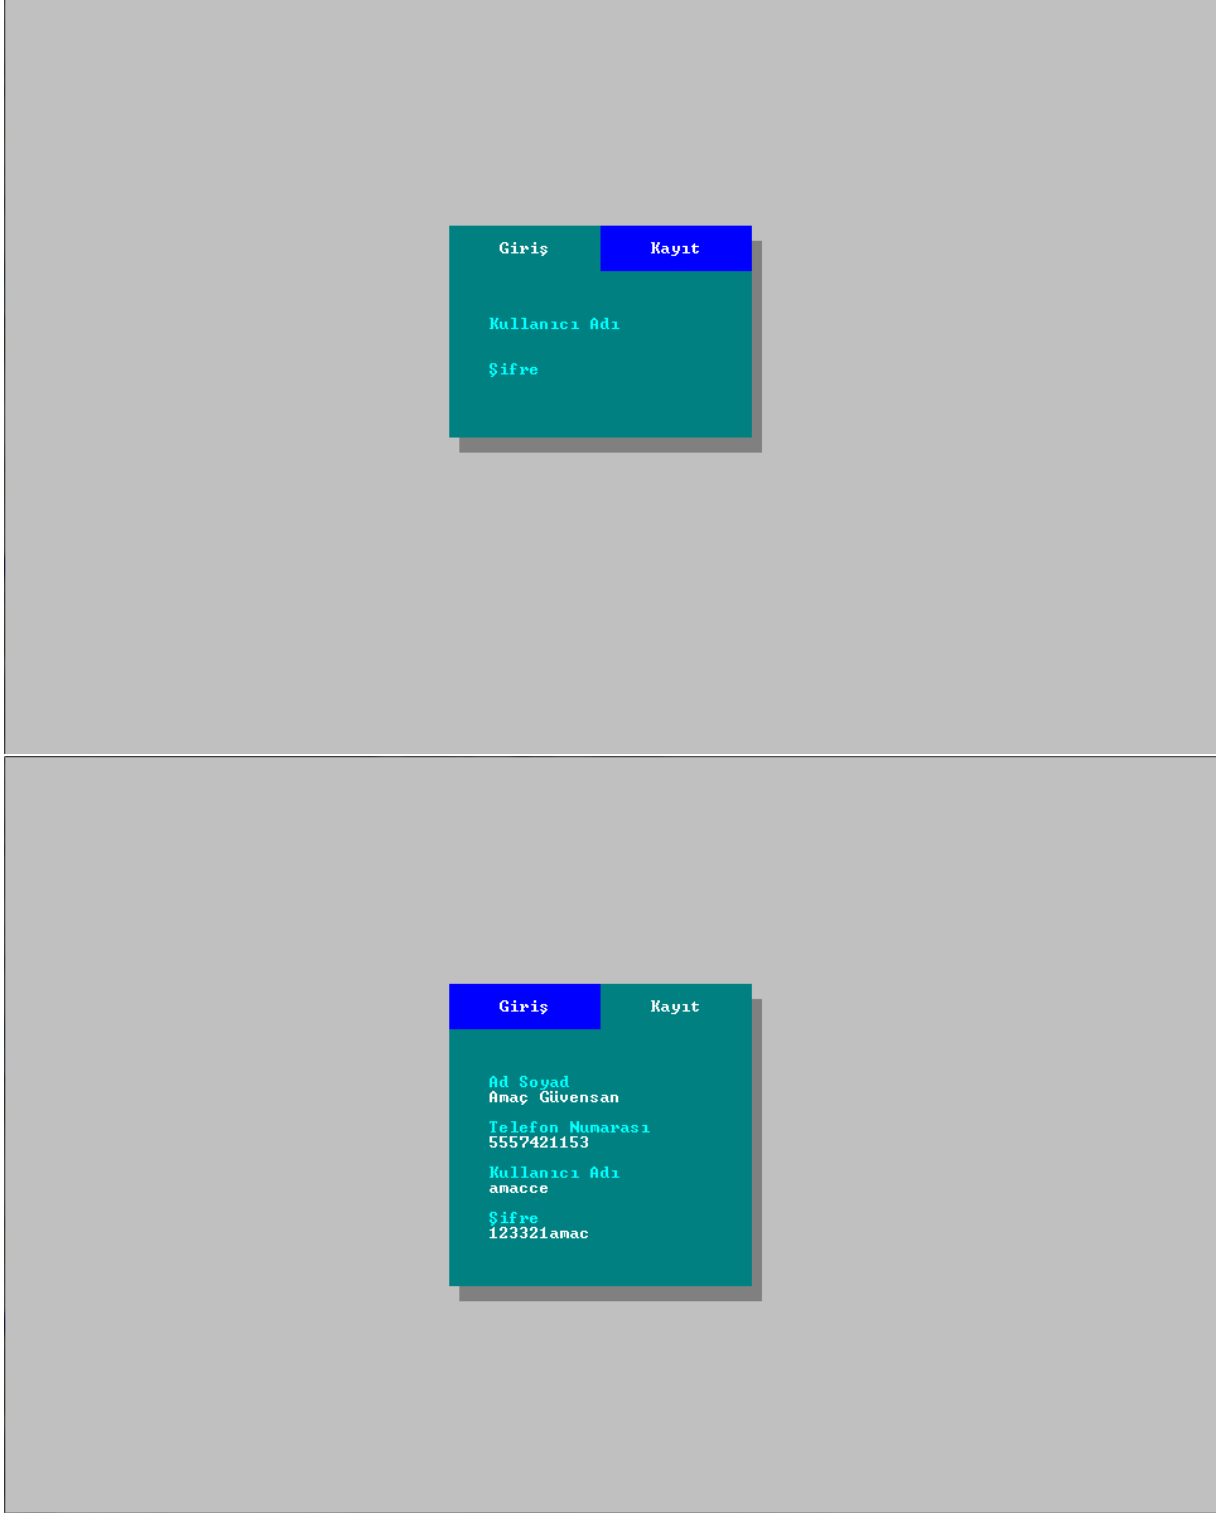 Giriş Kayıt
Kullanıcı Adı
Şifre
Giriş Kayıt
Ad Soyad
Amaç Güvensan
Telefon Numarası
5557421153
Kullanıcı Adı
amacce
Şifre
123321amac